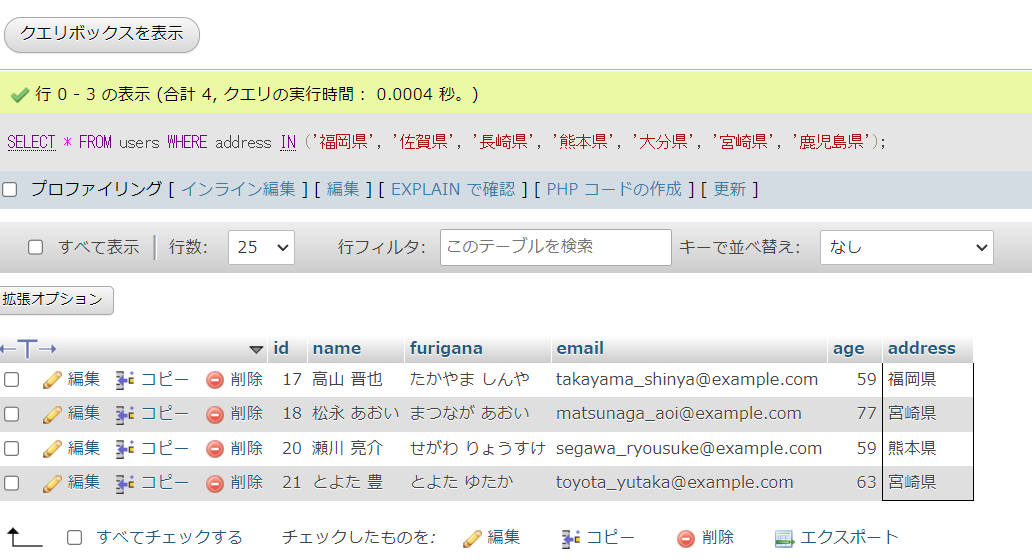 クエリボックスを表示
行 0 - 3 の表示 (合計 4, クエリの実行時間： 0.0004 秒。)
SELECT * FROM users WHERE address IN ('福岡県', '佐賀県', '長崎県', '熊本県', '大分県', '宮崎県', '鹿児島県');
プロファイリング [ インライン編集 ] [ 編集 ] [ EXPLAIN で確認 ] [ PHP コードの作成 ] [ 更新 ]
すべて表示 行数: 25 行フィルタ: このテーブルを検索 キーで並べ替え: なし
拡張オプション
←T→ id name furigana email age address
編集 コピー 削除 17 高山 晋也 たかやま しんや takayama_shinya@example.com 59 福岡県
編集 コピー 削除 18 松永 あおい まつなが あおい matsunaga_aoi@example.com 77 宮崎県
編集 コピー 削除 20 瀬川 亮介 せがわ りょうすけ segawa_ryousuke@example.com 59 熊本県
編集 コピー 削除 21 とよた 豊 とよた ゆたか toyota_yutaka@example.com 63 宮崎県
すべてチェックする チェックしたものを: 編集 コピー 削除 エクスポート